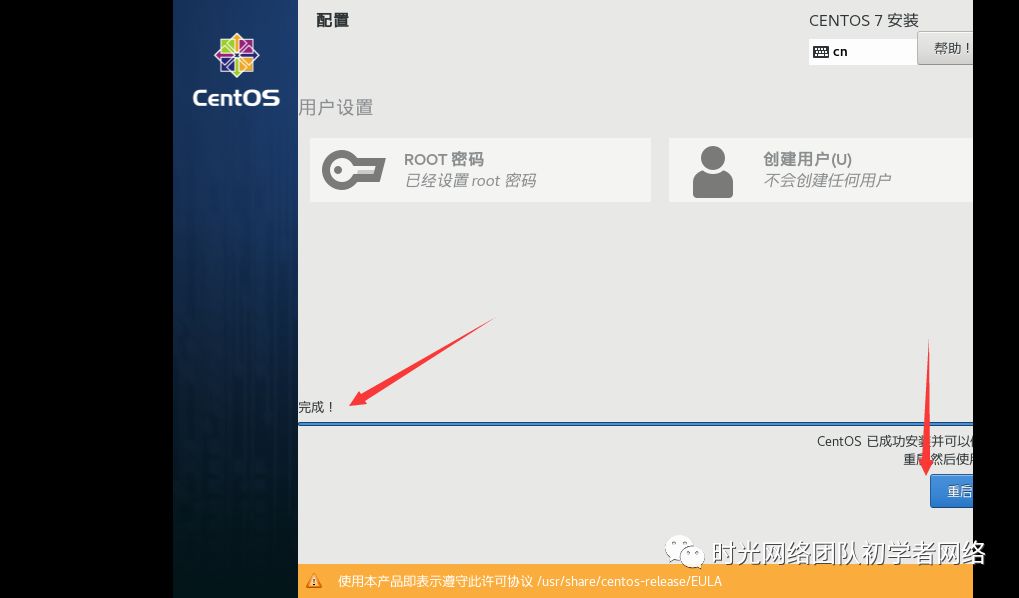 配置
CENTOS 7 安装
CentOS
cn
帮助！
用户设置
ROOT 密码
已经设置 root 密码
创建用户(U)
不会创建任何用户
完成！
CentOS 已成功安装并可以
重启然后使用
重启
时光网络团队初学者网络
使用本产品即表示遵守此许可协议 /usr/share/centos-release/EULA